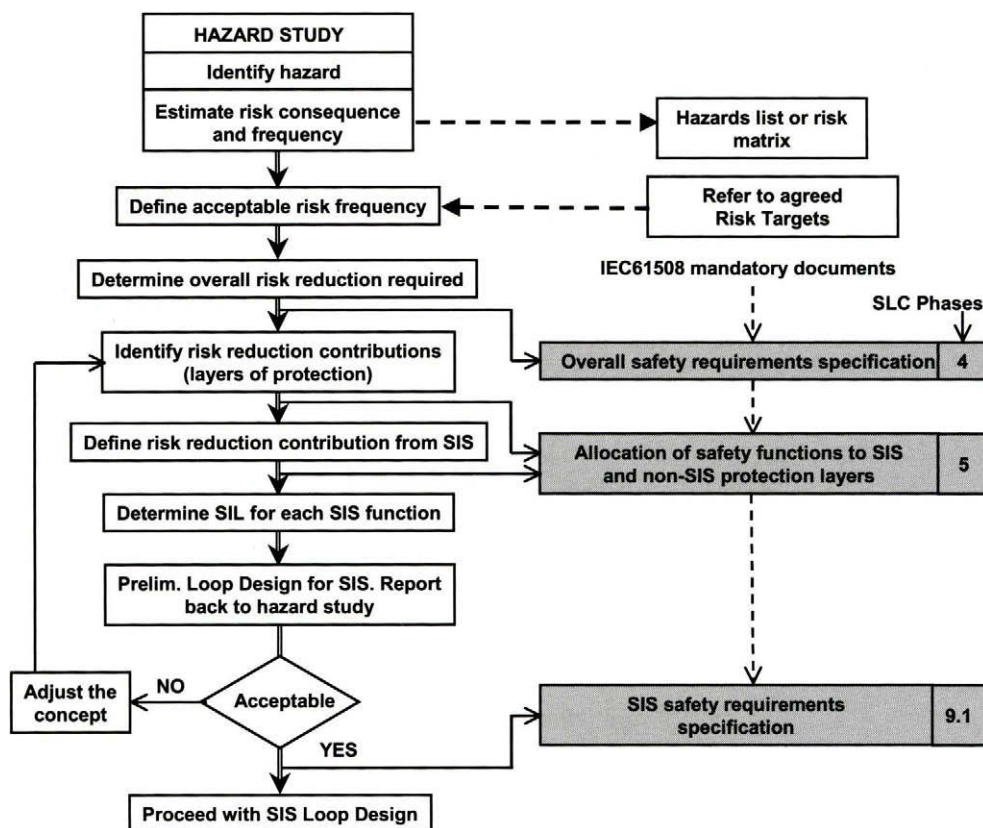 HAZARD STUDY
Identify hazard
Estimate risk consequence
and frequency
Hazards list or risk
matrix
Define acceptable risk frequency
Refer to agreed
Risk Targets
Determine overall risk reduction required
IEC61508 mandatory documents
SLC Phases
Identify risk reduction contributions
(layers of protection)
Overall safety requirements specification
4
Define risk reduction contribution from SIS
Allocation of safety functions to SIS
and non-SIS protection layers
5
Determine SIL for each SIS function
Prelim. Loop Design for SIS. Report
back to hazard study
Adjust the
concept
NO
Acceptable
YES
SIS safety requirements
specification
9.1
Proceed with SIS Loop Design